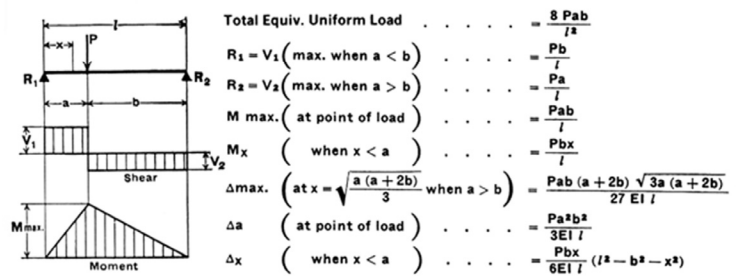 l
x
P
R₁
R₂
a
b
V₁
V₂
Shear
M max.
Moment
Total Equiv. Uniform Load . . . . . = 8 Pab / l²
R₁ = V₁ ( max. when a < b ) . . . . = Pb / l
R₂ = V₂ ( max. when a > b ) . . . . = Pa / l
M max. ( at point of load ) . . . . = Pab / l
Mx ( when x < a ) . . . . = Pbx / l
Δmax. ( at x = √( a (a + 2b) / 3 ) when a > b ) = Pab (a + 2b) √3a (a + 2b) / 27 EI l
Δa ( at point of load ) . . . . = Pa²b² / 3EI l
Δx ( when x < a ) . . . . = Pbx / 6EI l (l² — b² — x²)